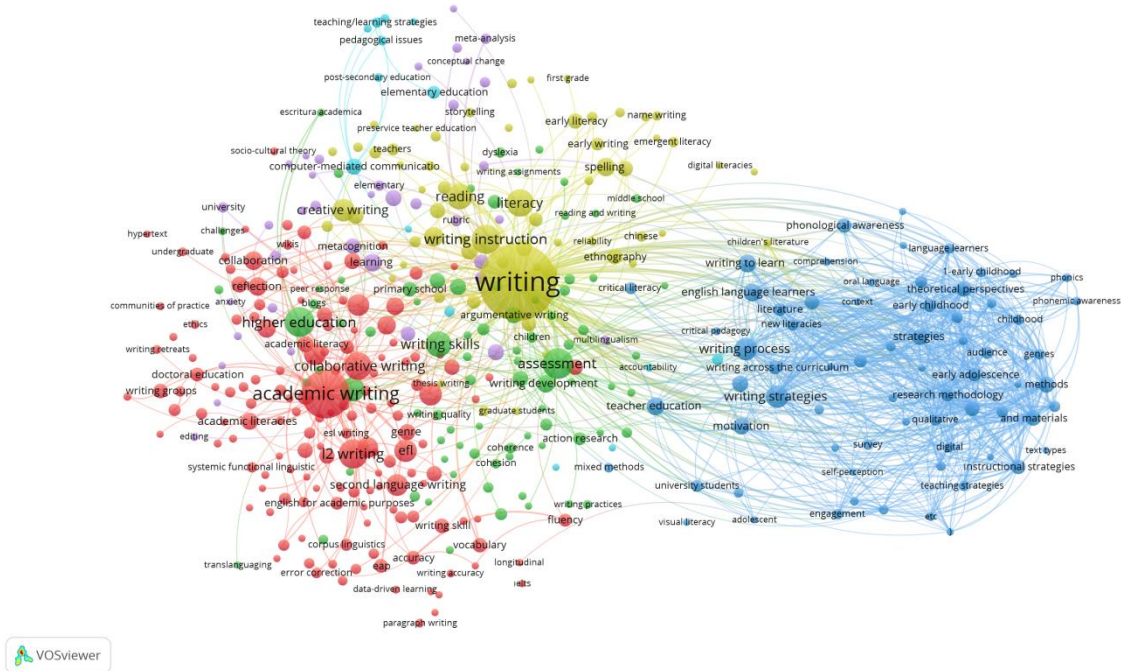 teaching/learning strategies
pedagogical issues
meta-analysis
conceptual change
post-secondary education
elementary education
first grade
escritura academica
storytelling
preservice teacher education
early literacy
name writing
socio-cultural theory
teachers
dyslexia
early writing
emergent literacy
computer-mediated communicatio
writing assignments
spelling
digital literacies
elementary
reading
literacy
middle school
university
creative writing
rubric
reading and writing
challenges
hypertext
wikis
metacognition
writing instruction
reliability
chinese
phonological awareness
undergraduate
collaboration
learning
ethnography
children's literature
language learners
writing
writing to learn
comprehension
1-early childhood
phonics
reflection
peer response
primary school
critical literacy
oral language
theoretical perspectives
communities of practice
anxiety
blogs
english language learners
context
early childhood
phonemic awareness
literature
argumentative writing
ethics
higher education
new literacies
childhood
writing retreats
academic literacy
writing skills
children
multilingualism
critical pedagogy
strategies
writing process
audience
genres
doctoral education
collaborative writing
assessment
accountability
writing across the curriculum
early adolescence
methods
writing groups
academic writing
thesis writing
writing development
writing strategies
research methodology
teacher education
academic literacies
writing quality
graduate students
qualitative
and materials
editing
esl writing
genre
motivation
action research
coherence
survey
digital
text types
l2 writing
efl
systemic functional linguistic
cohesion
mixed methods
self-perception
instructional strategies
teaching strategies
second language writing
university students
english for academic purposes
writing practices
etc
writing skill
fluency
visual literacy
adolescent
engagement
)
corpus linguistics
vocabulary
accuracy
longitudinal
translanguaging
error correction
eap
writing accuracy
ielts
data-driven learning
paragraph writing
VOSviewer